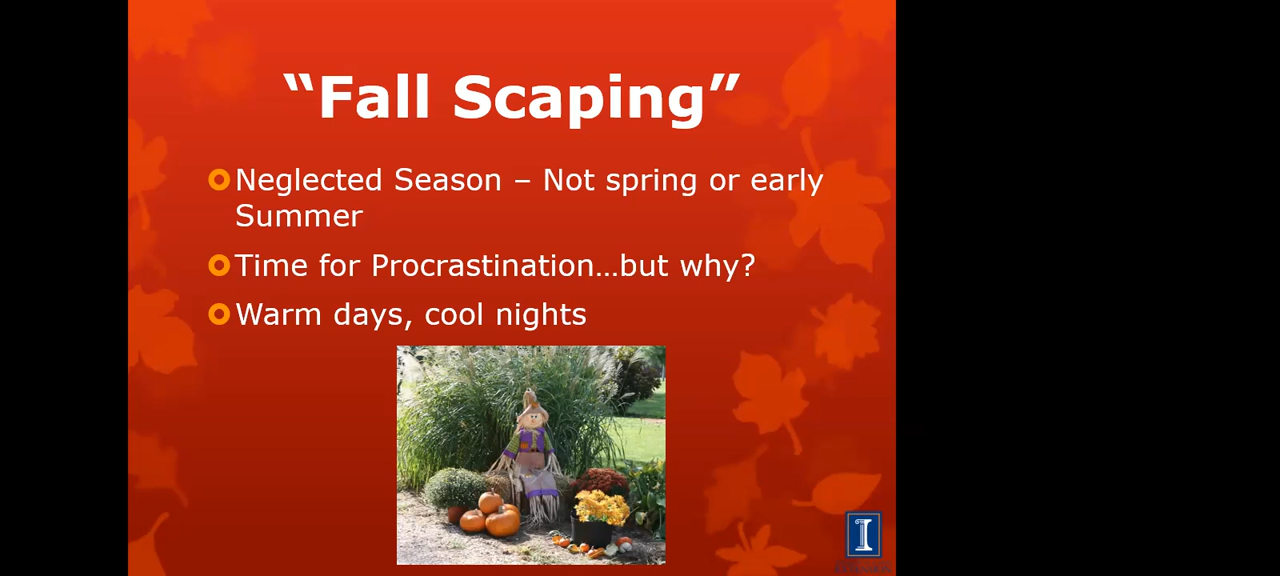 “Fall Scaping”
Neglected Season – Not spring or early
Summer
Time for Procrastination...but why?
Warm days, cool nights
I